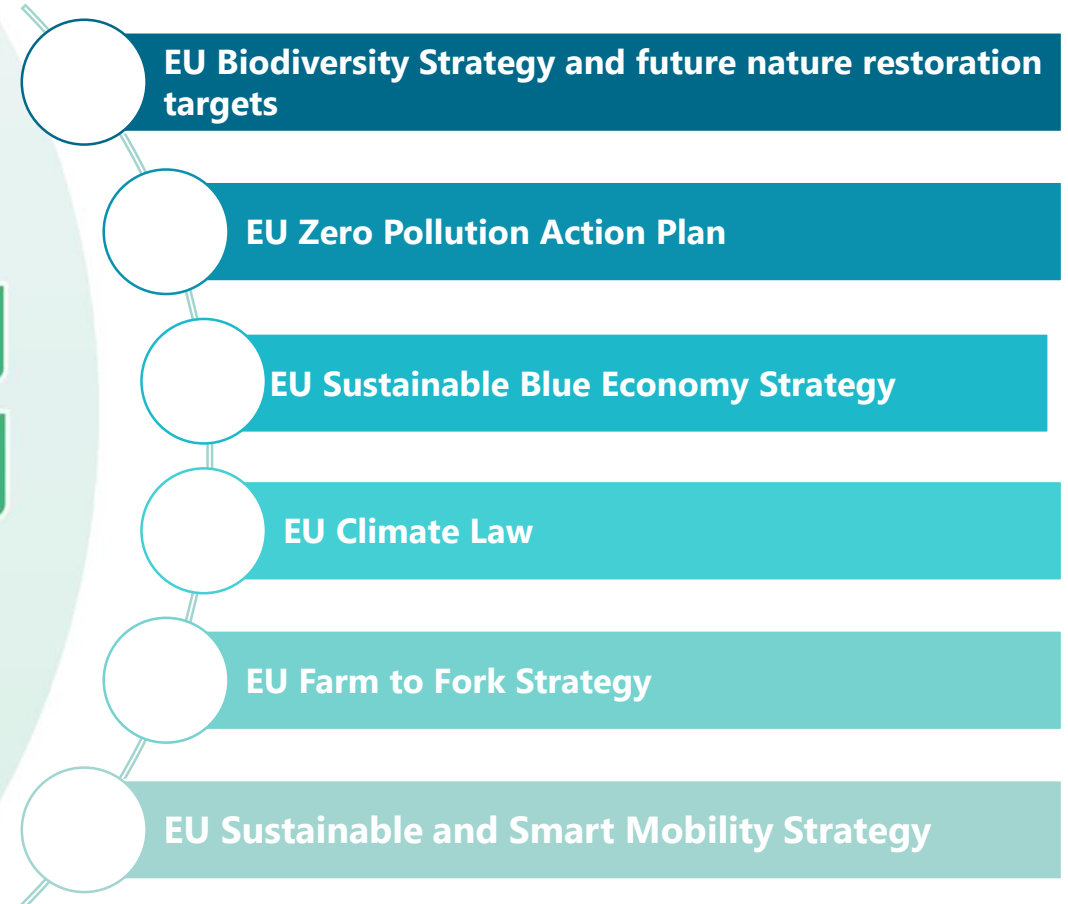 EU Biodiversity Strategy and future nature restoration
targets
EU Zero Pollution Action Plan
EU Sustainable Blue Economy Strategy
EU Climate Law
EU Farm to Fork Strategy
EU Sustainable and Smart Mobility Strategy